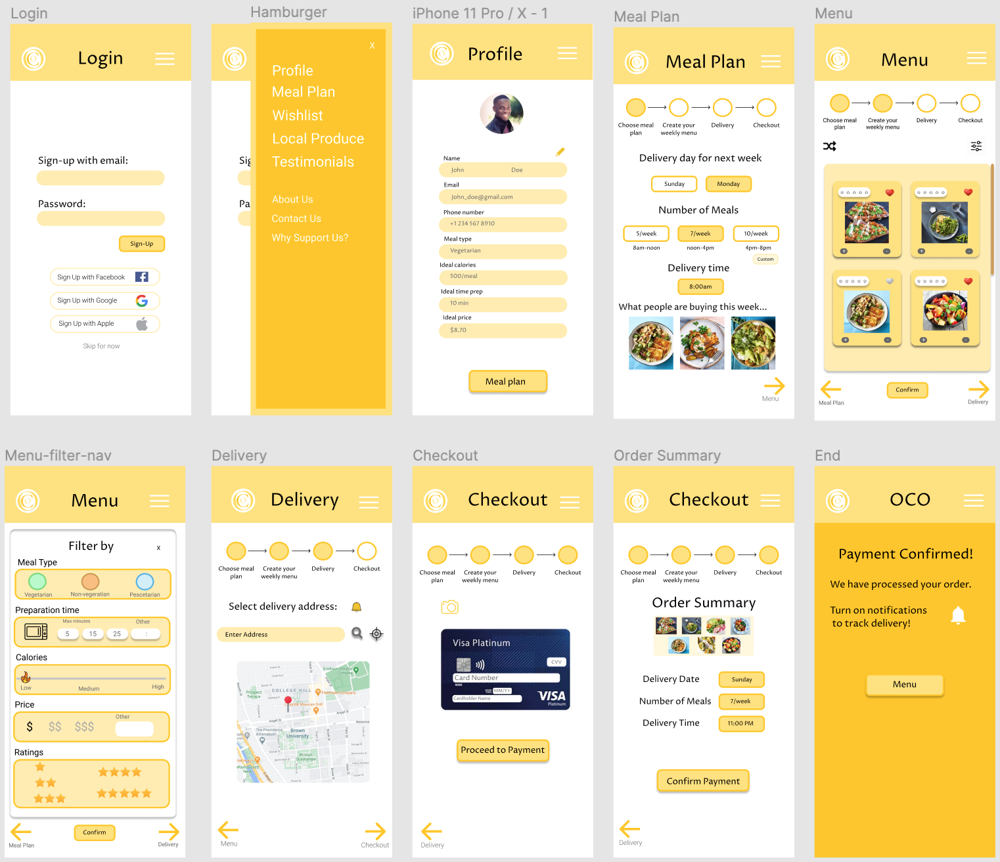 Login
Login
Sign-up with email:
Password:
Sign-Up
Sign Up with Facebook
Sign Up with Google
Sign Up with Apple
Skip for now
Hamburger
X
Profile
Meal Plan
Wishlist
Local Produce
Testimonials
About Us
Contact Us
Why Support Us?
Sig
Pa
iPhone 11 Pro / X - 1
Profile
Name
John Doe
Email
John_doe@gmail.com
Phone number
+1 234 567 8910
Meal type
Vegetarian
Ideal calories
500/meal
Ideal time prep
10 min
Ideal price
$8.70
Meal plan
Meal Plan
Meal Plan
Choose meal plan
Create your weekly menu
Delivery
Checkout
Delivery day for next week
Sunday Monday
Number of Meals
5/week 7/week 10/week
8am-noon noon-4pm 4pm-8pm
Custom
Delivery time
8:00am
What people are buying this week...
Menu
Menu
Menu
Choose meal plan
Create your weekly menu
Delivery
Checkout
Confirm
Meal Plan
Delivery
Menu-filter-nav
Menu
Filter by
x
Meal Type
Vegetarian Non-vegeratian Pescetarian
Preparation time
Max minutes Other
5 15 25 :
Calories
Low Medium High
Price
Other
$ $$ $$$
Ratings
Confirm
Meal Plan
Delivery
Delivery
Delivery
Choose meal plan
Create your weekly menu
Delivery
Checkout
Select delivery address:
Enter Address
Erickson Athletic Complex
Prospect Terrace
COLLEGE HILL
Flatbread Company
Mexican Grill
Angell St
The Providence Athenaeum
Brown University
Wriston Quadrangle
Menu
Checkout
Checkout
Checkout
Choose meal plan
Create your weekly menu
Delivery
Checkout
Visa Platinum
CVV
Card Number
4000
MM/YY
Cardholder Name
VISA
Platinum
Proceed to Payment
Delivery
Order Summary
Checkout
Choose meal plan
Create your weekly menu
Delivery
Checkout
Order Summary
Delivery Date Sunday
Number of Meals 7/week
Delivery Time 11:00 PM
Confirm Payment
Delivery
End
OCO
Payment Confirmed!
We have processed your order.
Turn on notifications
to track delivery!
Menu